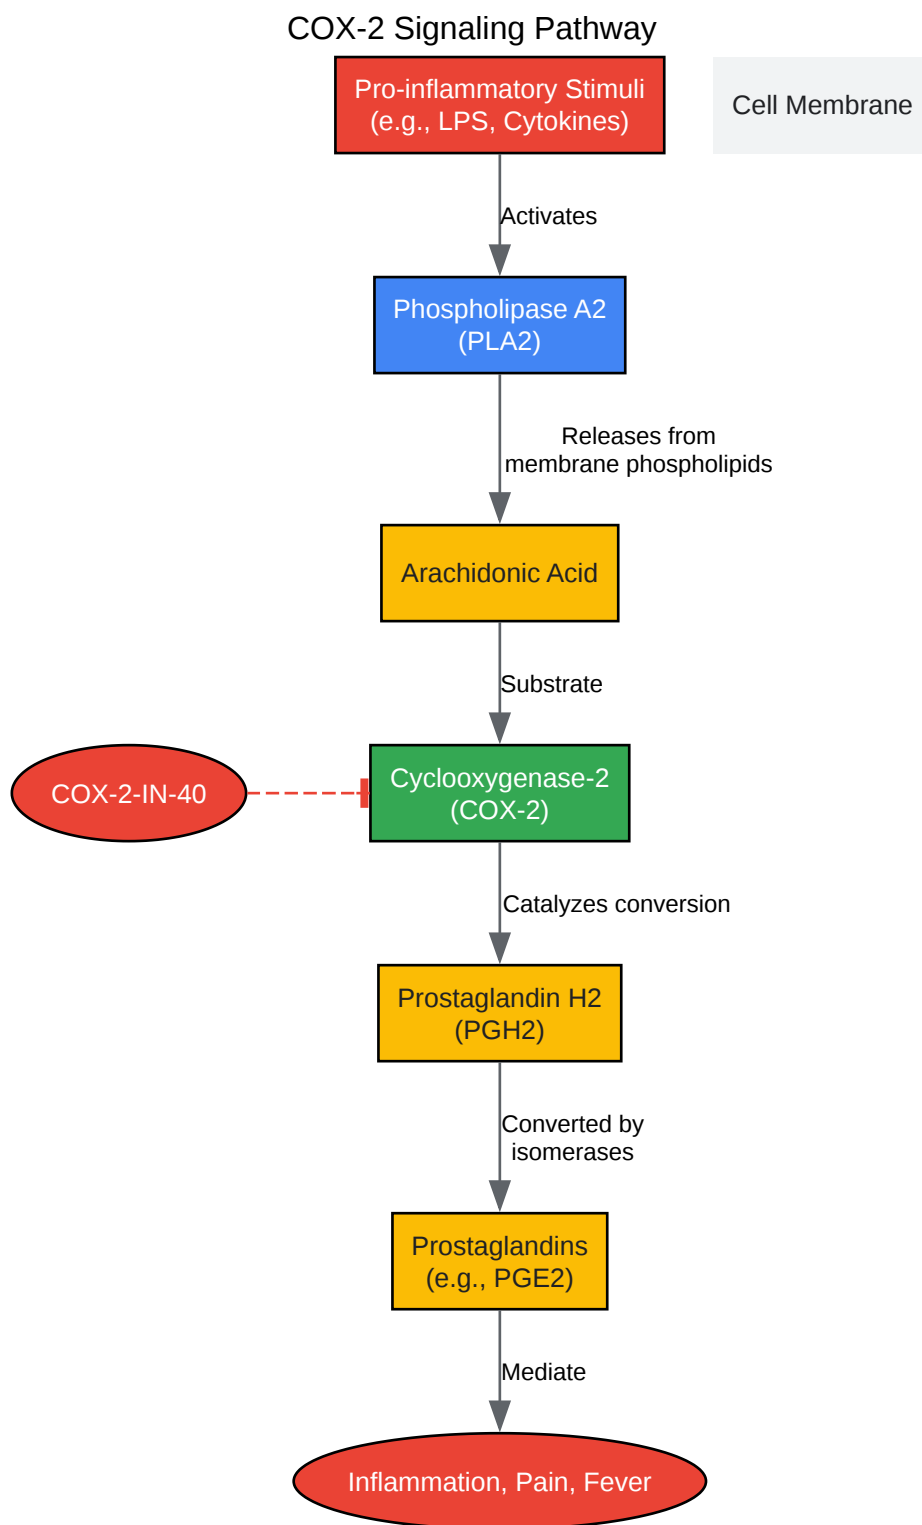 COX-2 Signaling Pathway
Pro-inflammatory Stimuli
(e.g., LPS, Cytokines)
Cell Membrane
Activates
Phospholipase A2
(PLA2)
Releases from
membrane phospholipids
Arachidonic Acid
Substrate
COX-2-IN-40
Cyclooxygenase-2
(COX-2)
Catalyzes conversion
Prostaglandin H2
(PGH2)
Converted by
isomerases
Prostaglandins
(e.g., PGE2)
Mediate
Inflammation, Pain, Fever